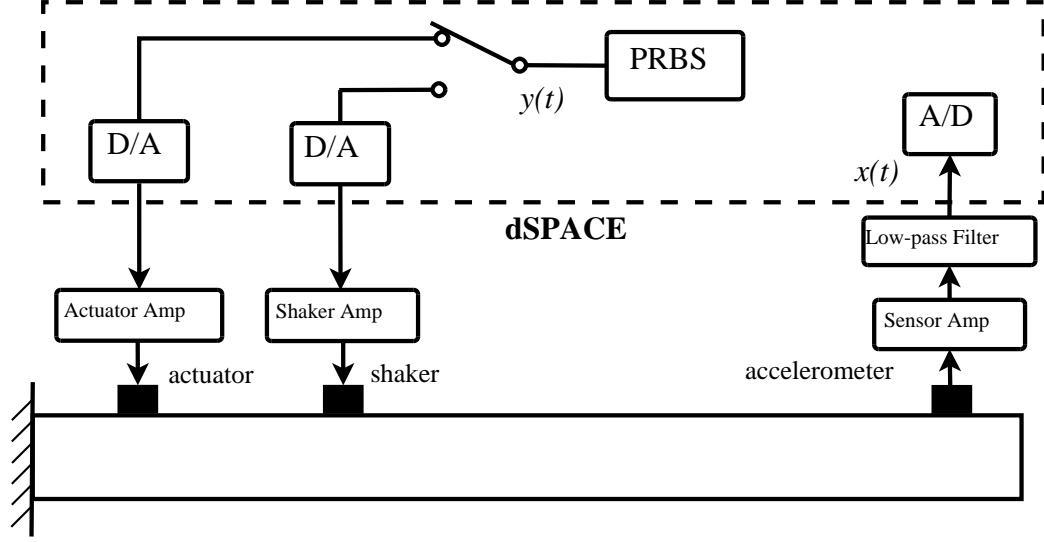 PRBS
y(t)
A/D
D/A
D/A
x(t)
dSPACE
Low-pass Filter
Actuator Amp
Shaker Amp
Sensor Amp
actuator
shaker
accelerometer